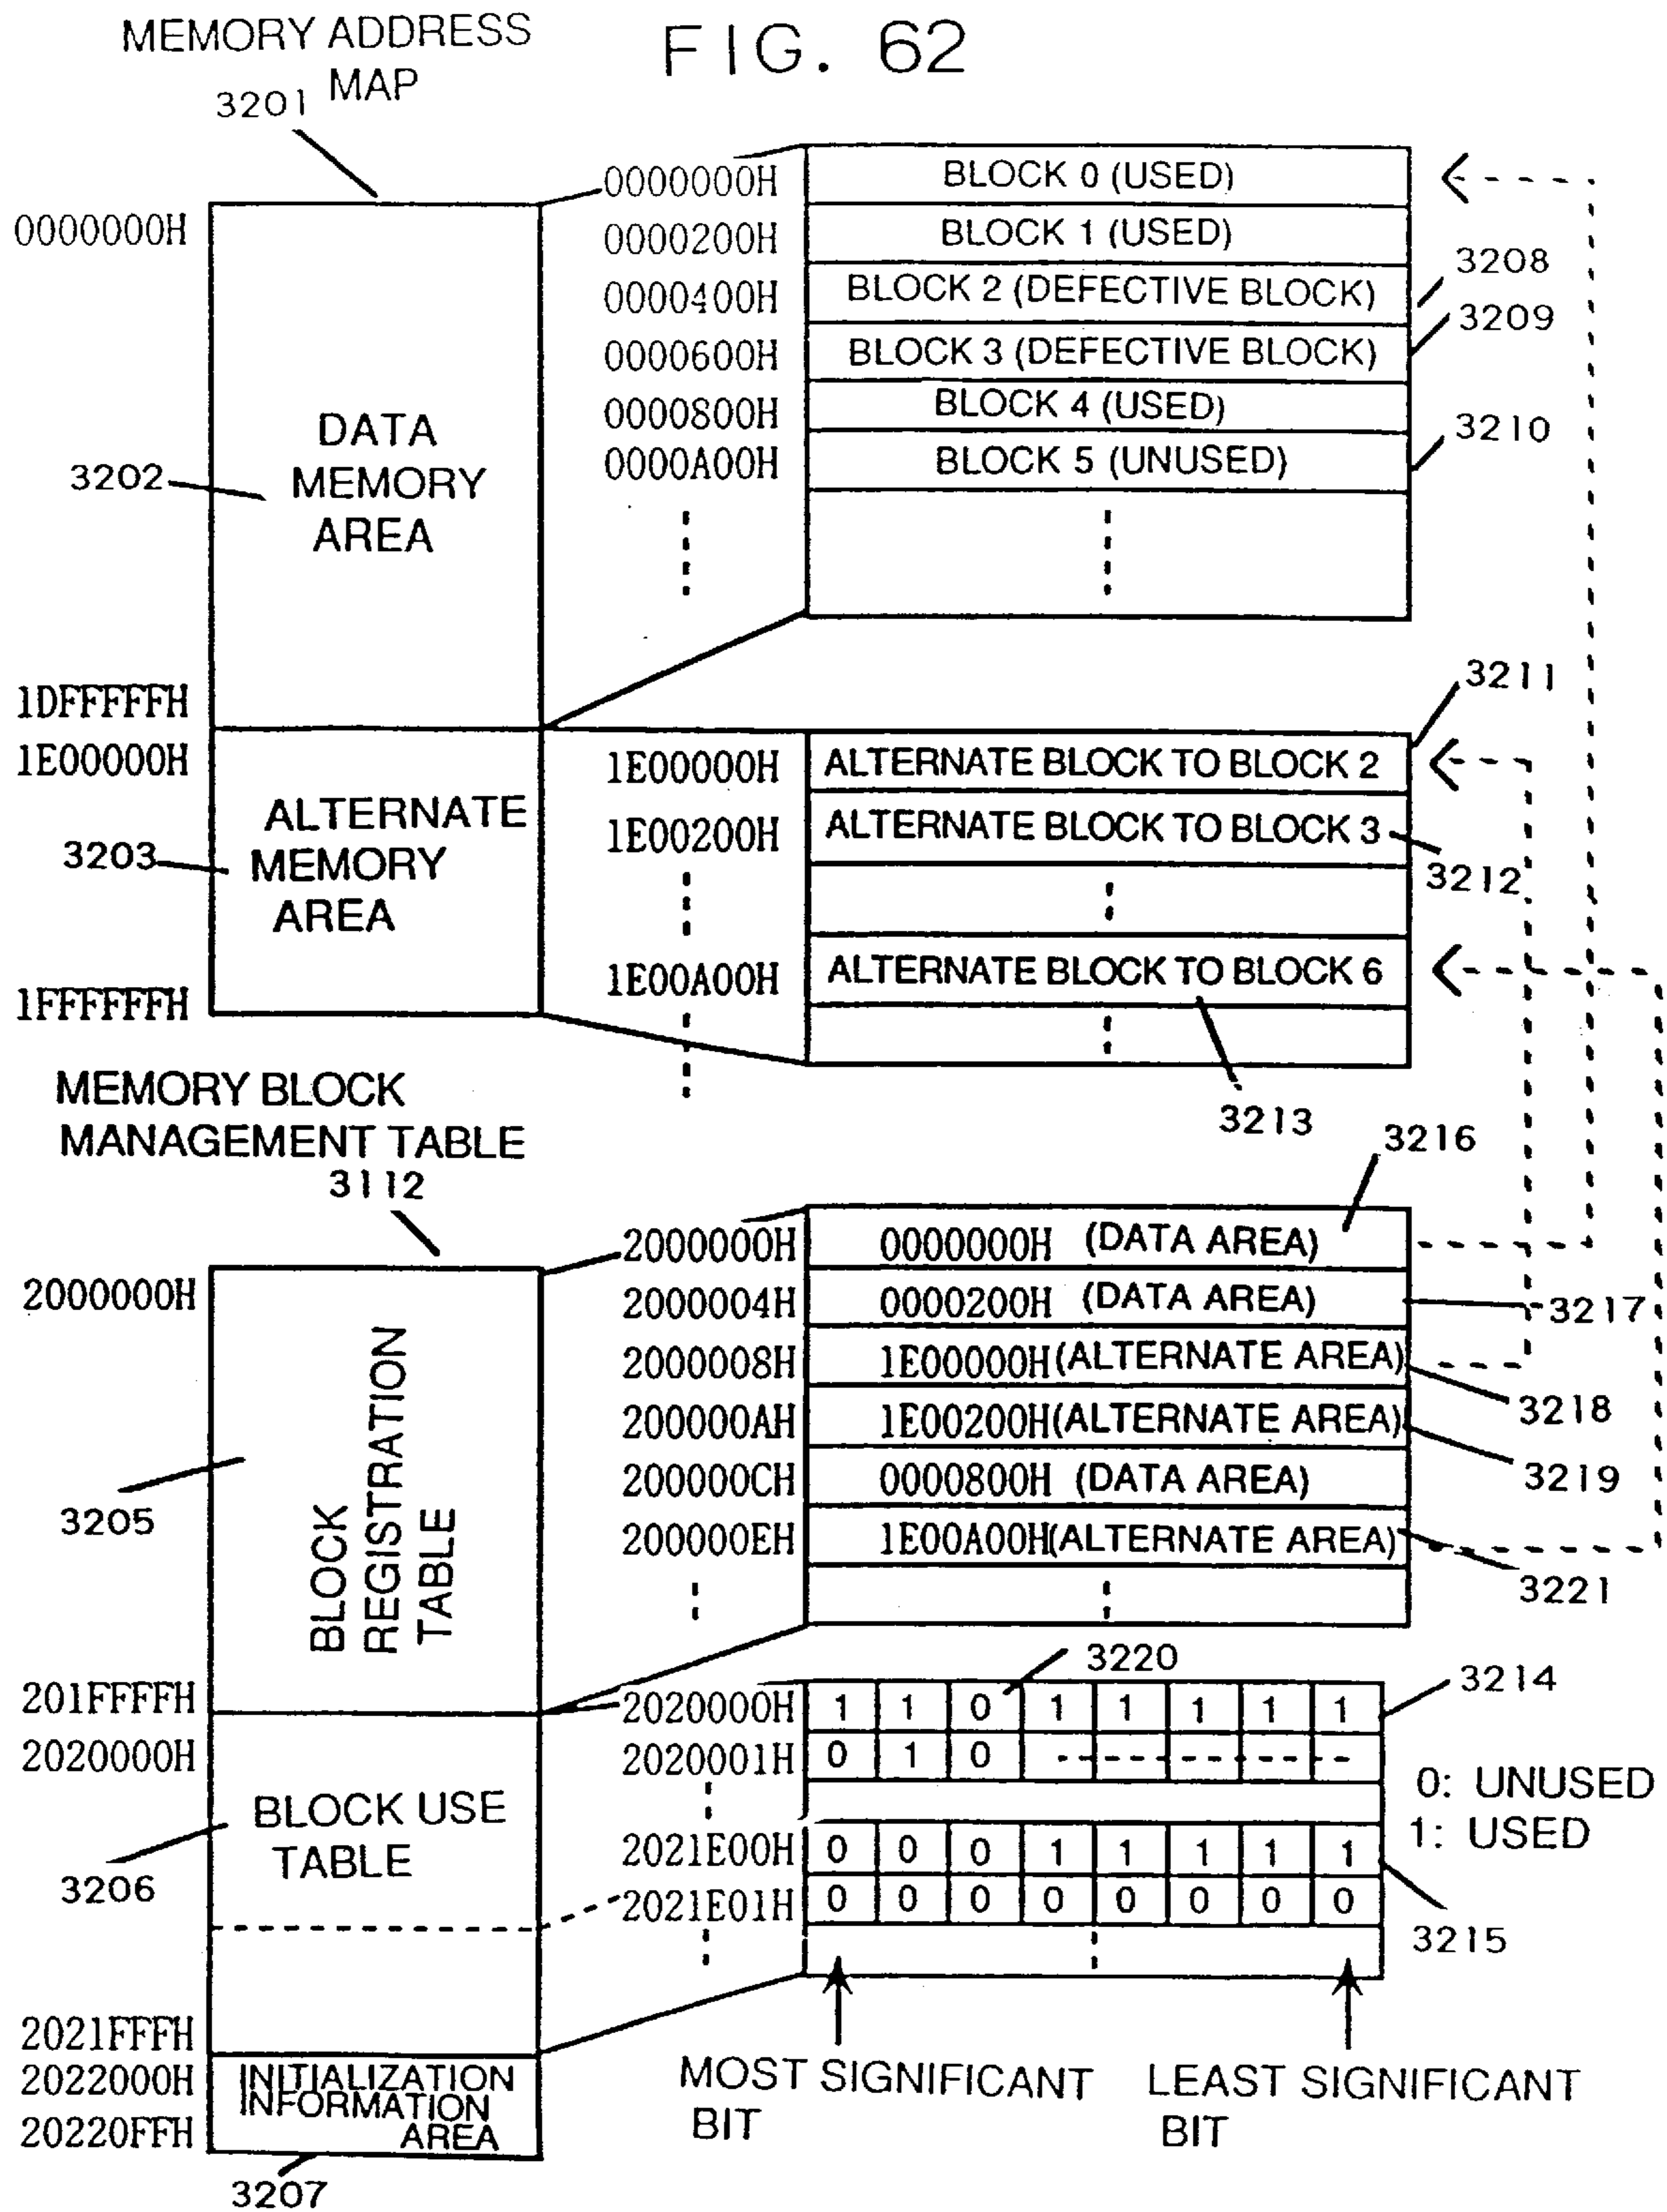 FIG. 62
MEMORY ADDRESS
MAP
3201
0000000H
DATA
MEMORY
AREA
3202
1DFFFFFH
1E00000H
ALTERNATE
MEMORY
AREA
3203
1FFFFFFH
0000000H BLOCK 0 (USED)
0000200H BLOCK 1 (USED)
0000400H BLOCK 2 (DEFECTIVE BLOCK) 3208
0000600H BLOCK 3 (DEFECTIVE BLOCK) 3209
0000800H BLOCK 4 (USED)
0000A00H BLOCK 5 (UNUSED) 3210
1E00000H ALTERNATE BLOCK TO BLOCK 2 3211
1E00200H ALTERNATE BLOCK TO BLOCK 3 3212
1E00A00H ALTERNATE BLOCK TO BLOCK 6
3213
MEMORY BLOCK
MANAGEMENT TABLE
3112
2000000H
BLOCK
REGISTRATION
TABLE
3205
201FFFFH
2020000H
BLOCK USE
TABLE
3206
2021FFFH
2022000H
INITIALIZATION
INFORMATION
AREA
20220FFH
3207
3216
2000000H 0000000H (DATA AREA)
2000004H 0000200H (DATA AREA) 3217
2000008H 1E00000H(ALTERNATE AREA) 3218
200000AH 1E00200H(ALTERNATE AREA) 3219
200000CH 0000800H (DATA AREA)
200000EH 1E00A00H(ALTERNATE AREA) 3221
3220
2020000H 1 1 0 1 1 1 1 1 3214
2020001H 0 1 0
0: UNUSED
1: USED
2021E00H 0 0 0 1 1 1 1 1
2021E01H 0 0 0 0 0 0 0 0 3215
MOST SIGNIFICANT
BIT
LEAST SIGNIFICANT
BIT